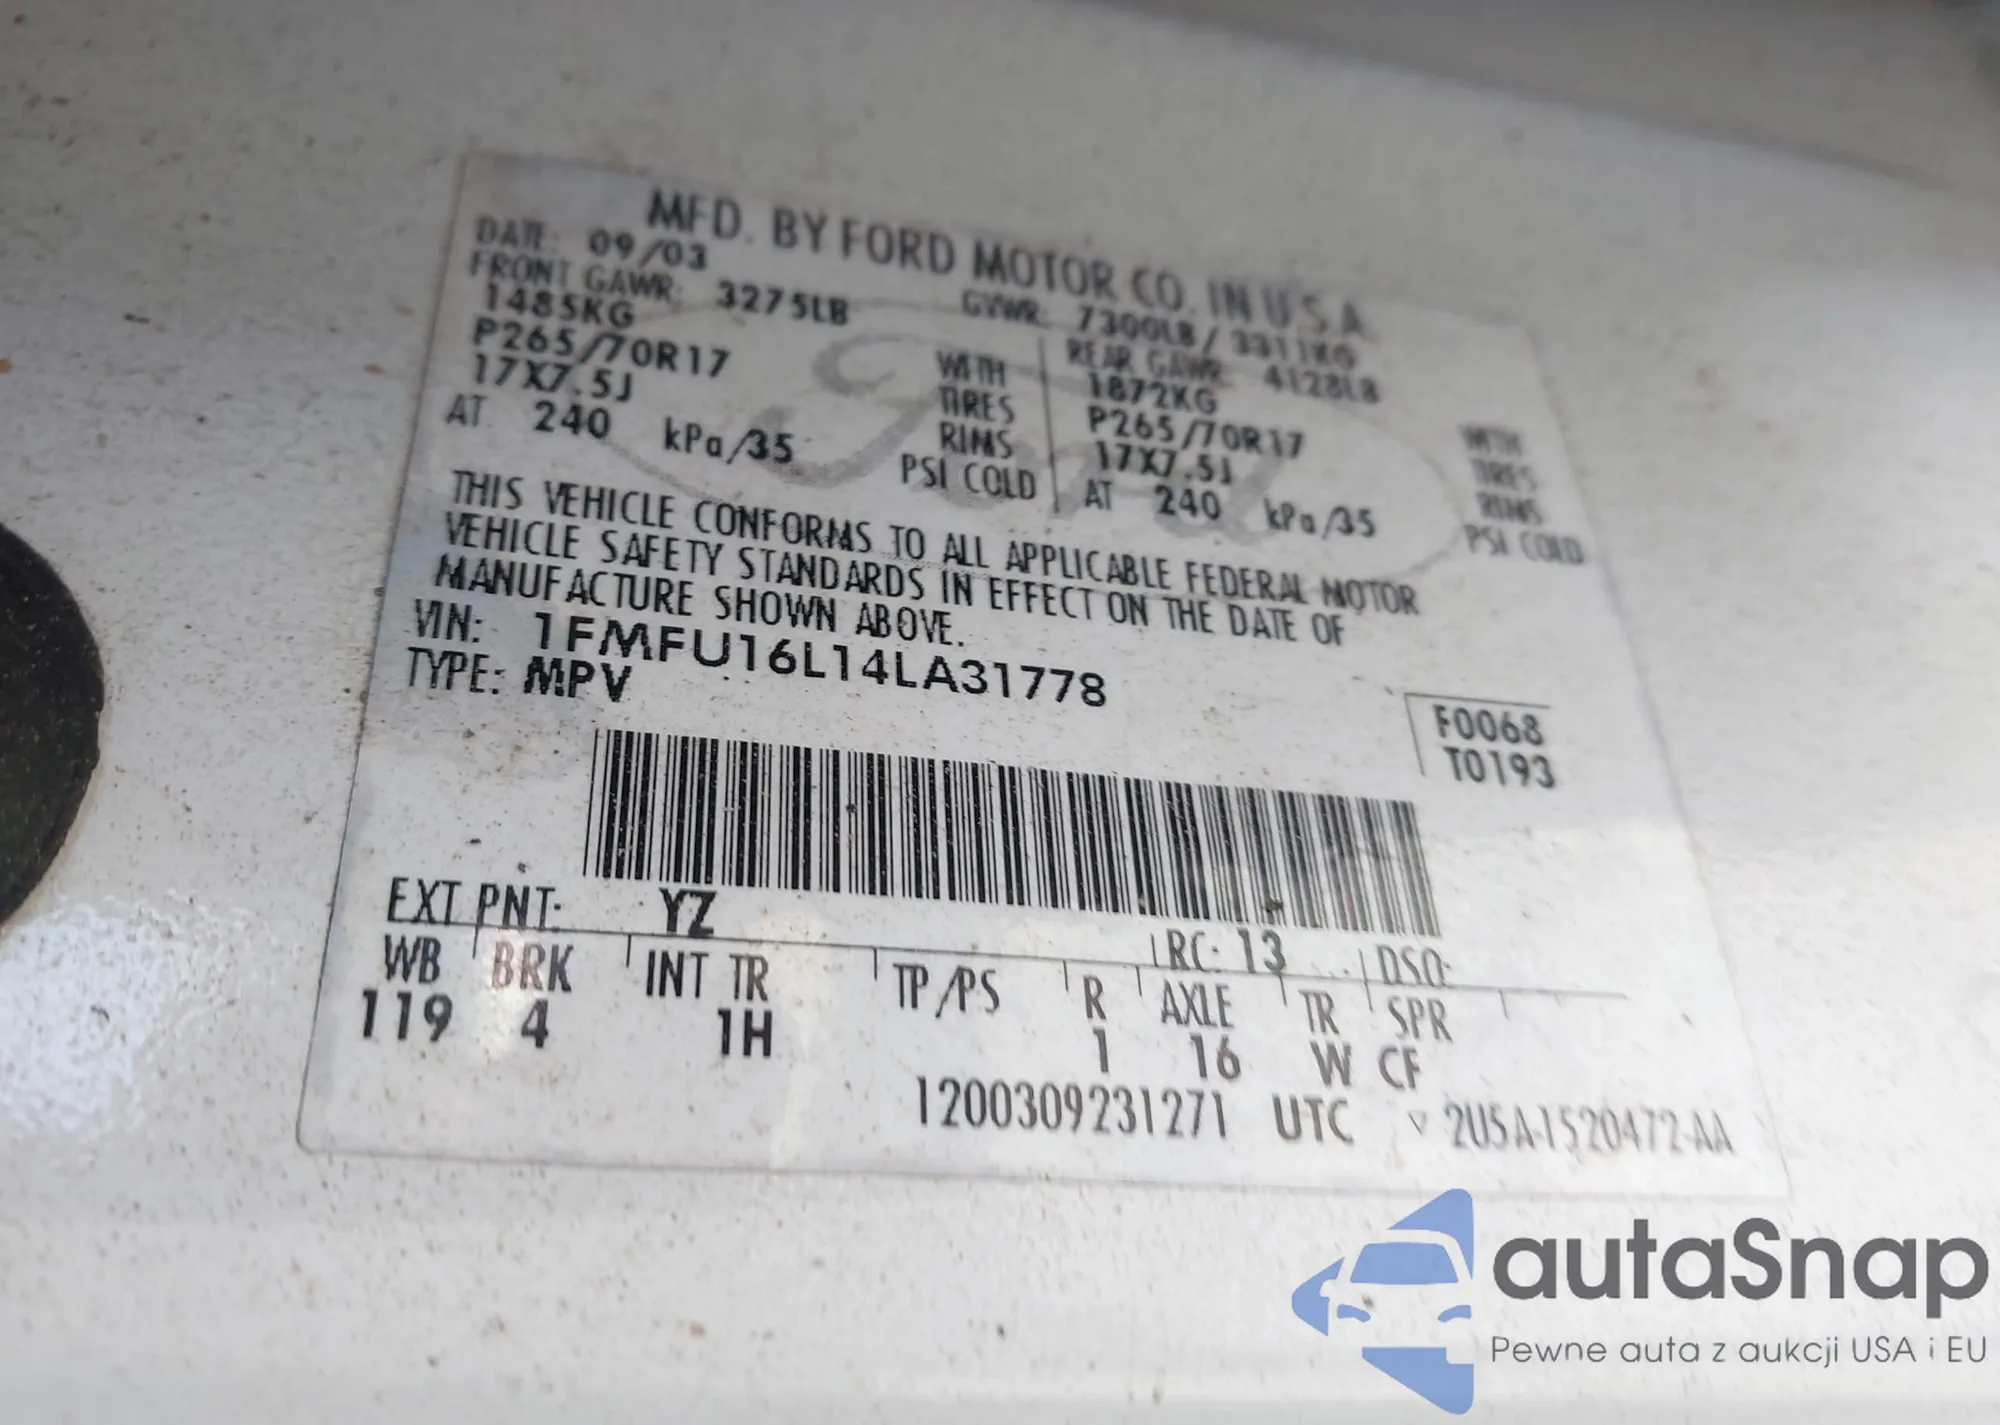 MFD. BY FORD MOTOR CO. IN U.S.A.
DATE: 09/03 GVWR: 7300LB / 3311KG
FRONT GAWR: 3275LB REAR GAWR: 4128LB
1485KG WITH 1872KG WITH
P265/70R17 TIRES P265/70R17 TIRES
17X7.5J RIMS 17X7.5J RIMS
AT 240 kPa/35 PSI COLD AT 240 kPa/35 PSI COLD
THIS VEHICLE CONFORMS TO ALL APPLICABLE FEDERAL MOTOR
VEHICLE SAFETY STANDARDS IN EFFECT ON THE DATE OF
MANUFACTURE SHOWN ABOVE.
VIN: 1FMFU16L14LA31778
TYPE: MPV
F0068
T0193
EXT PNT: YZ RC: 13 DSO:
WB BRK INT TR TP/PS R AXLE TR SPR
119 4 1H 1 16 W CF
1200309231271 UTC ▽ 2U5A-1520472-AA
autaSnap
Pewne auta z aukcji USA i EU